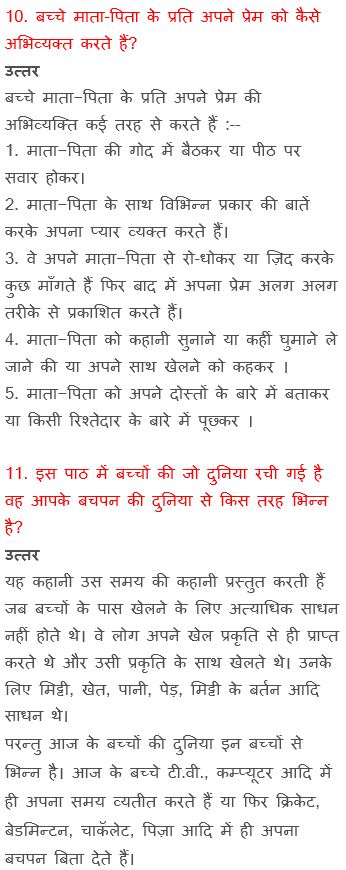 10. बच्चे माता-पिता के प्रति अपने प्रेम को कैसे
अभिव्यक्त करते हैं?
उत्तर
बच्चे माता-पिता के प्रति अपने प्रेम की
अभिव्यक्ति कई तरह से करते हैं :--
1. माता-पिता की गोद में बैठकर या पीठ पर
सवार होकर।
2. माता-पिता के साथ विभिन्न प्रकार की बातें
करके अपना प्यार व्यक्त करते हैं।
3. वे अपने माता-पिता से रो-धोकर या ज़िद करके
कुछ माँगते हैं फिर बाद में अपना प्रेम अलग अलग
तरीके से प्रकाशित करते हैं।
4. माता-पिता को कहानी सुनाने या कहीं घुमाने ले
जाने की या अपने साथ खेलने को कहकर ।
5. माता-पिता को अपने दोस्तों के बारे में बताकर
या किसी रिश्तेदार के बारे में पूछकर ।
11. इस पाठ में बच्चों की जो दुनिया रची गई है
वह आपके बचपन की दुनिया से किस तरह भिन्न
है?
उत्तर
यह कहानी उस समय की कहानी प्रस्तुत करती हैं
जब बच्चों के पास खेलने के लिए अत्याधिक साधन
नहीं होते थे। वे लोग अपने खेल प्रकृति से ही प्राप्त
करते थे और उसी प्रकृति के साथ खेलते थे। उनके
लिए मिट्टी, खेत, पानी, पेड़, मिट्टी के बर्तन आदि
साधन थे।
परन्तु आज के बच्चों की दुनिया इन बच्चों से
भिन्न है। आज के बच्चे टी.वी., कम्प्यूटर आदि में
ही अपना समय व्यतीत करते हैं या फिर क्रिकेट,
बेडमिन्टन, चाकॅलेट, पिज़ा आदि में ही अपना
बचपन बिता देते हैं।